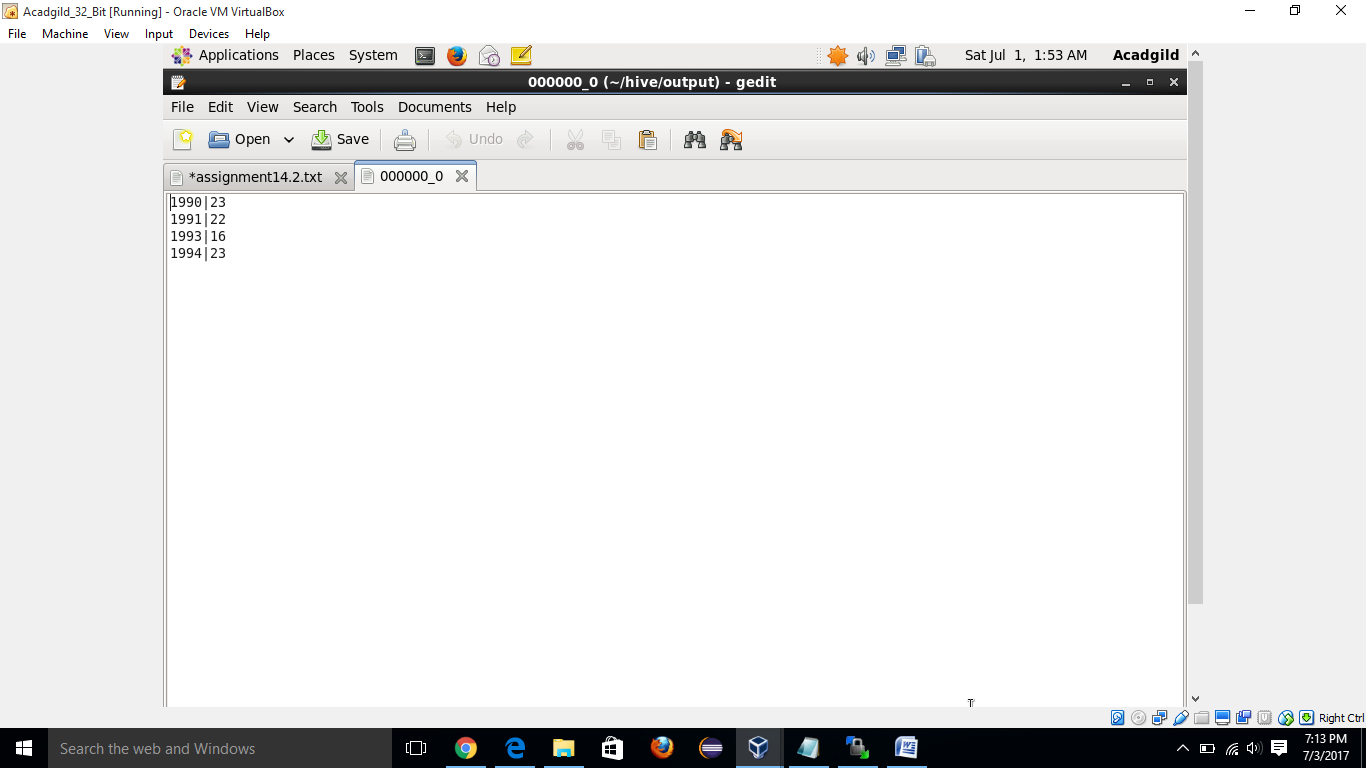 Acadgild_32_Bit [Running] - Oracle VM VirtualBox
File Machine View Input Devices Help
Applications Places System Sat Jul 1, 1:53 AM Acadgild
000000_0 (~/hive/output) - gedit
File Edit View Search Tools Documents Help
Open Save Undo
*assignment14.2.txt 000000_0
1990|23
1991|22
1993|16
1994|23
Right Ctrl
Search the web and Windows
7:13 PM
7/3/2017